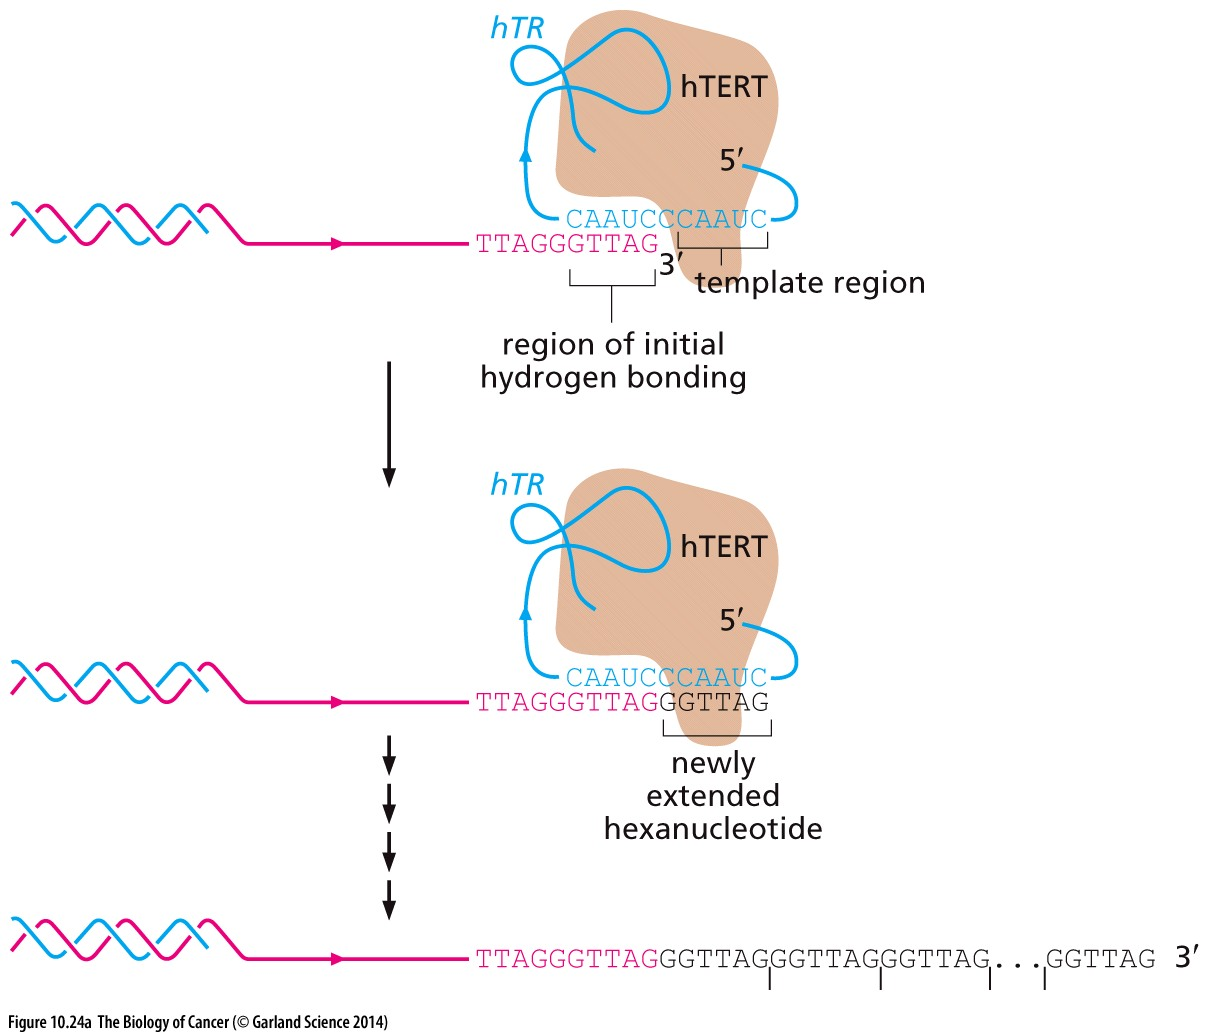 hTR
hTERT
5′
CAAUCCCAAUC
TTAGGGTTAG
3′
template region
region of initial
hydrogen bonding
hTR
hTERT
5′
CAAUCCCAAUC
TTAGGGTTAGGGTTAG
newly
extended
hexanucleotide
TTAGGGTTAGGGTTAGGGTTAGGGTTAG...GGTTAG 3′
Figure 10.24a The Biology of Cancer (© Garland Science 2014)